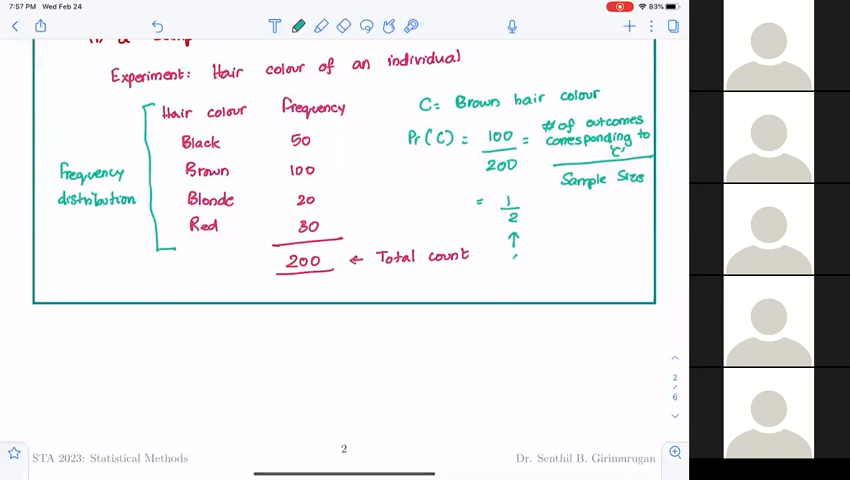 7:57 PM Wed Feb 24
83%
Experiment: Hair colour of an individual
Hair colour Frequency
Black 50
Brown 100
Blonde 20
Red 30
200 ← Total count
Frequency
distribution
C = Brown hair colour
Pr(C) = 100/200 = # of outcomes corresponding to 'C' / Sample Size
= 1/2
↑
2
/
6
2
STA 2023: Statistical Methods
Dr. Senthil B. Girimurugan